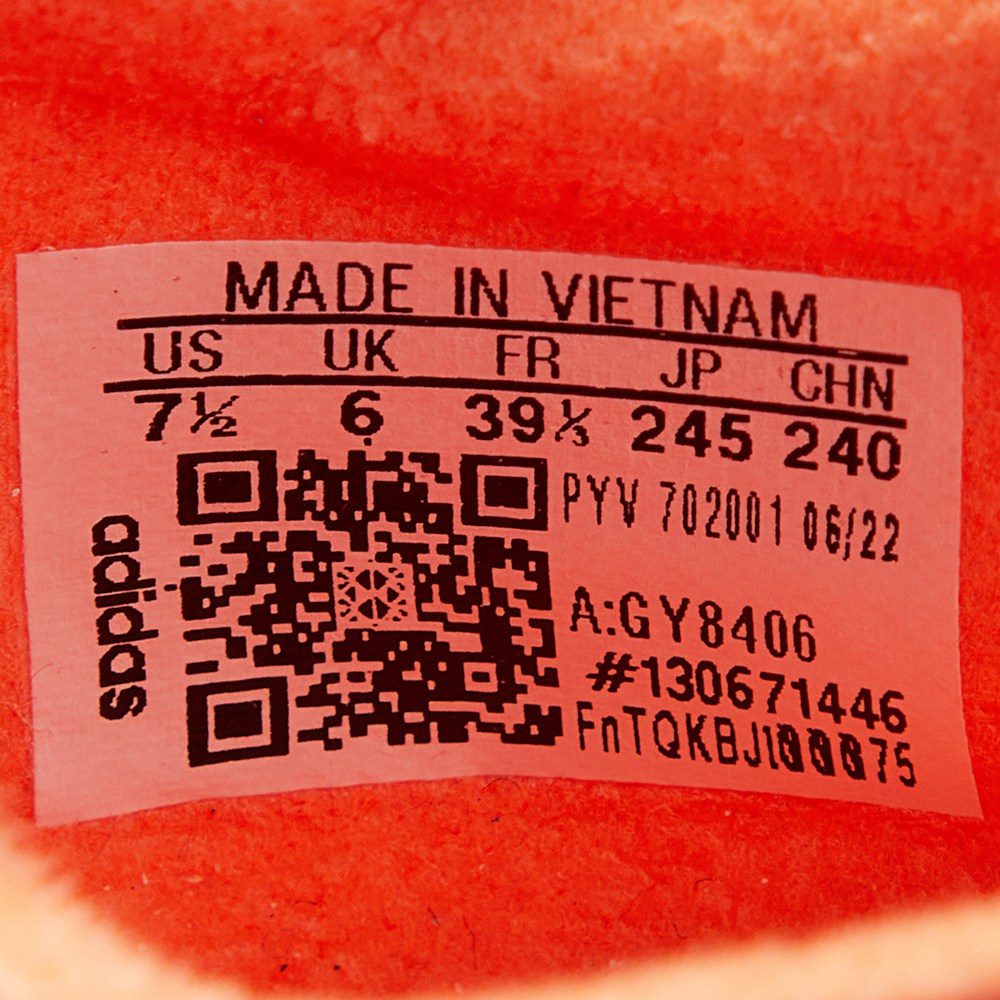 MADE IN VIETNAM
US UK FR JP CHN
7½ 6 39⅓ 245 240
PYV 702001 06/22
adidas
A:GY8406
#130671446